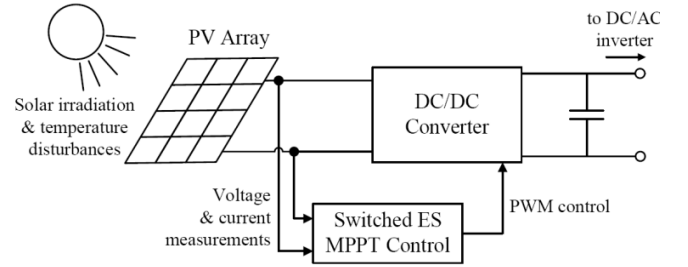 PV Array
to DC/AC
inverter
Solar irradiation
& temperature
disturbances
DC/DC
Converter
Voltage
& current
measurements
Switched ES
MPPT Control
PWM control